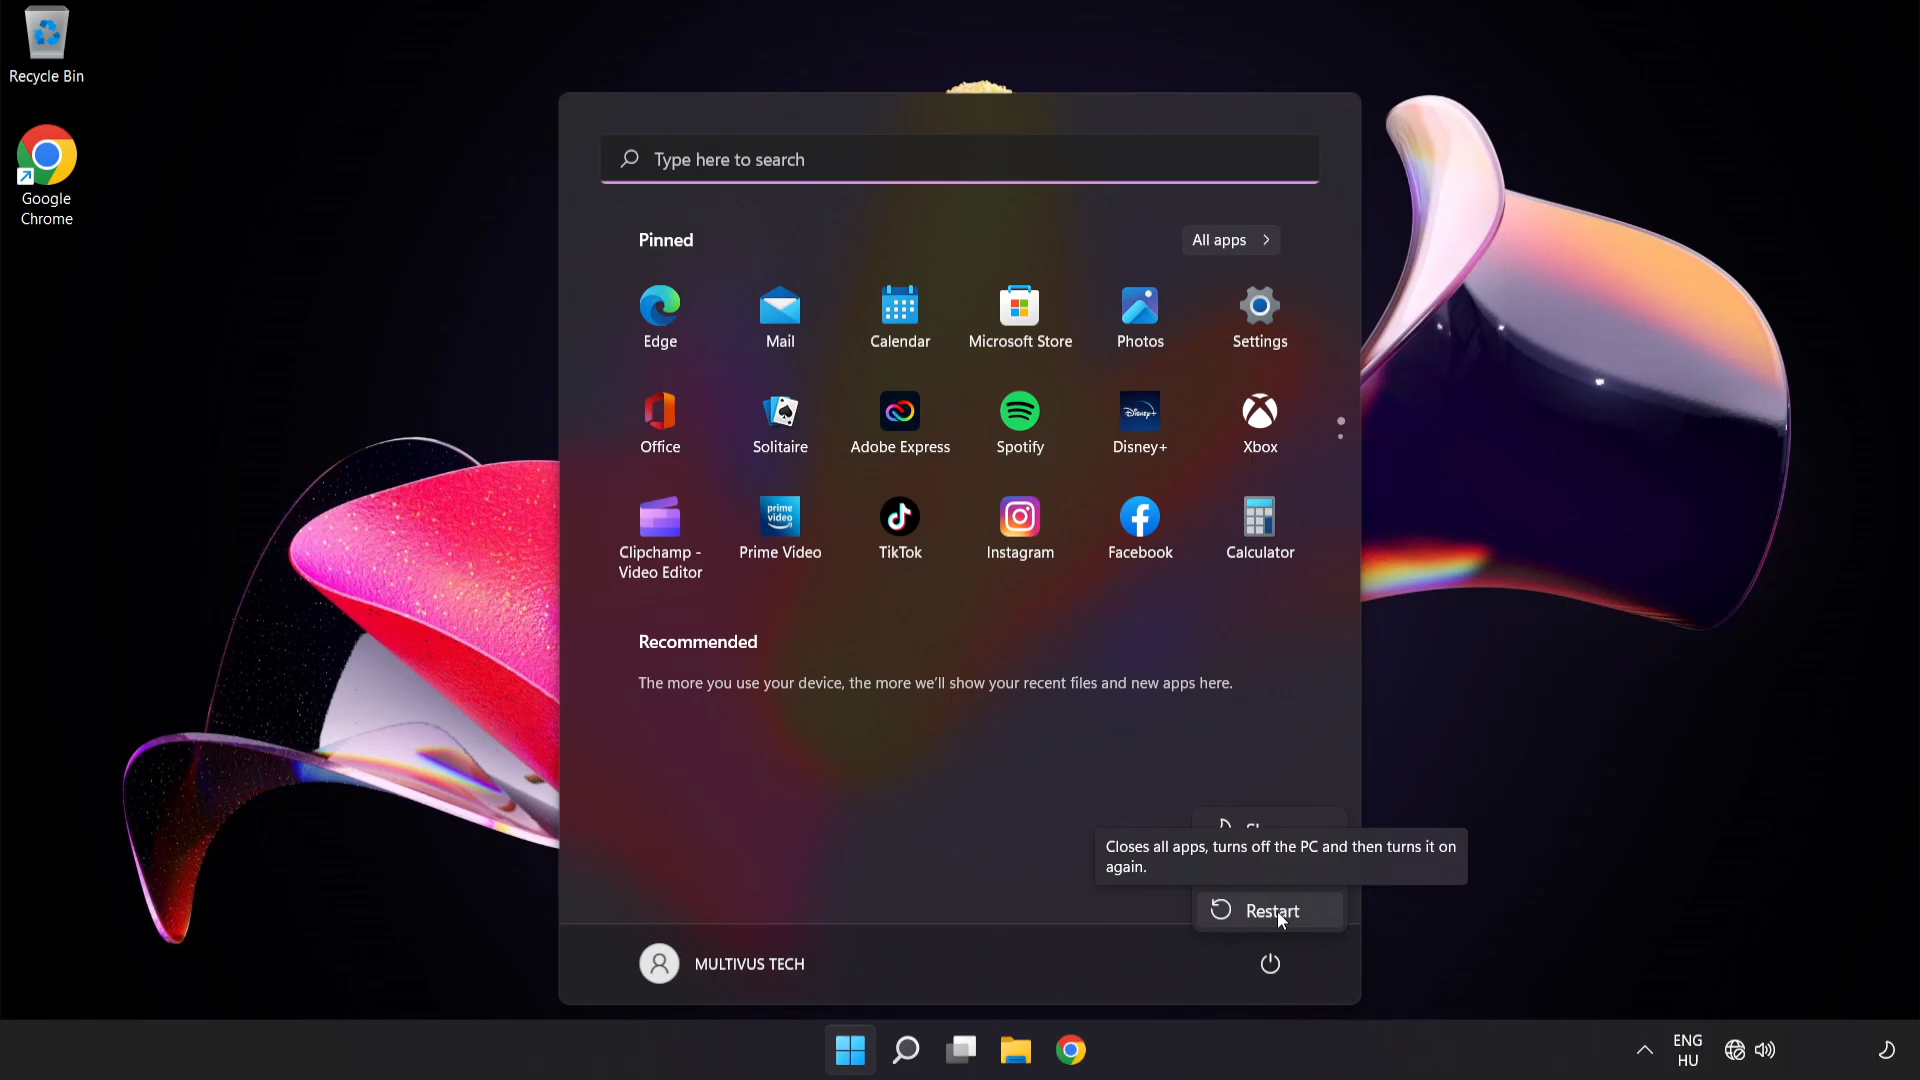 Recycle Bin
Google
Chrome
Type here to search
Pinned
All apps
Edge
Mail
Calendar
Microsoft Store
Photos
Settings
Disney+
Office
Solitaire
Adobe Express
Spotify
Disney+
Xbox
prime
video
Clipchamp -
Video Editor
Prime Video
TikTok
Instagram
Facebook
Calculator
Recommended
The more you use your device, the more we'll show your recent files and new apps here.
Closes all apps, turns off the PC and then turns it on
again.
Restart
MULTIVUS TECH
ENG
HU